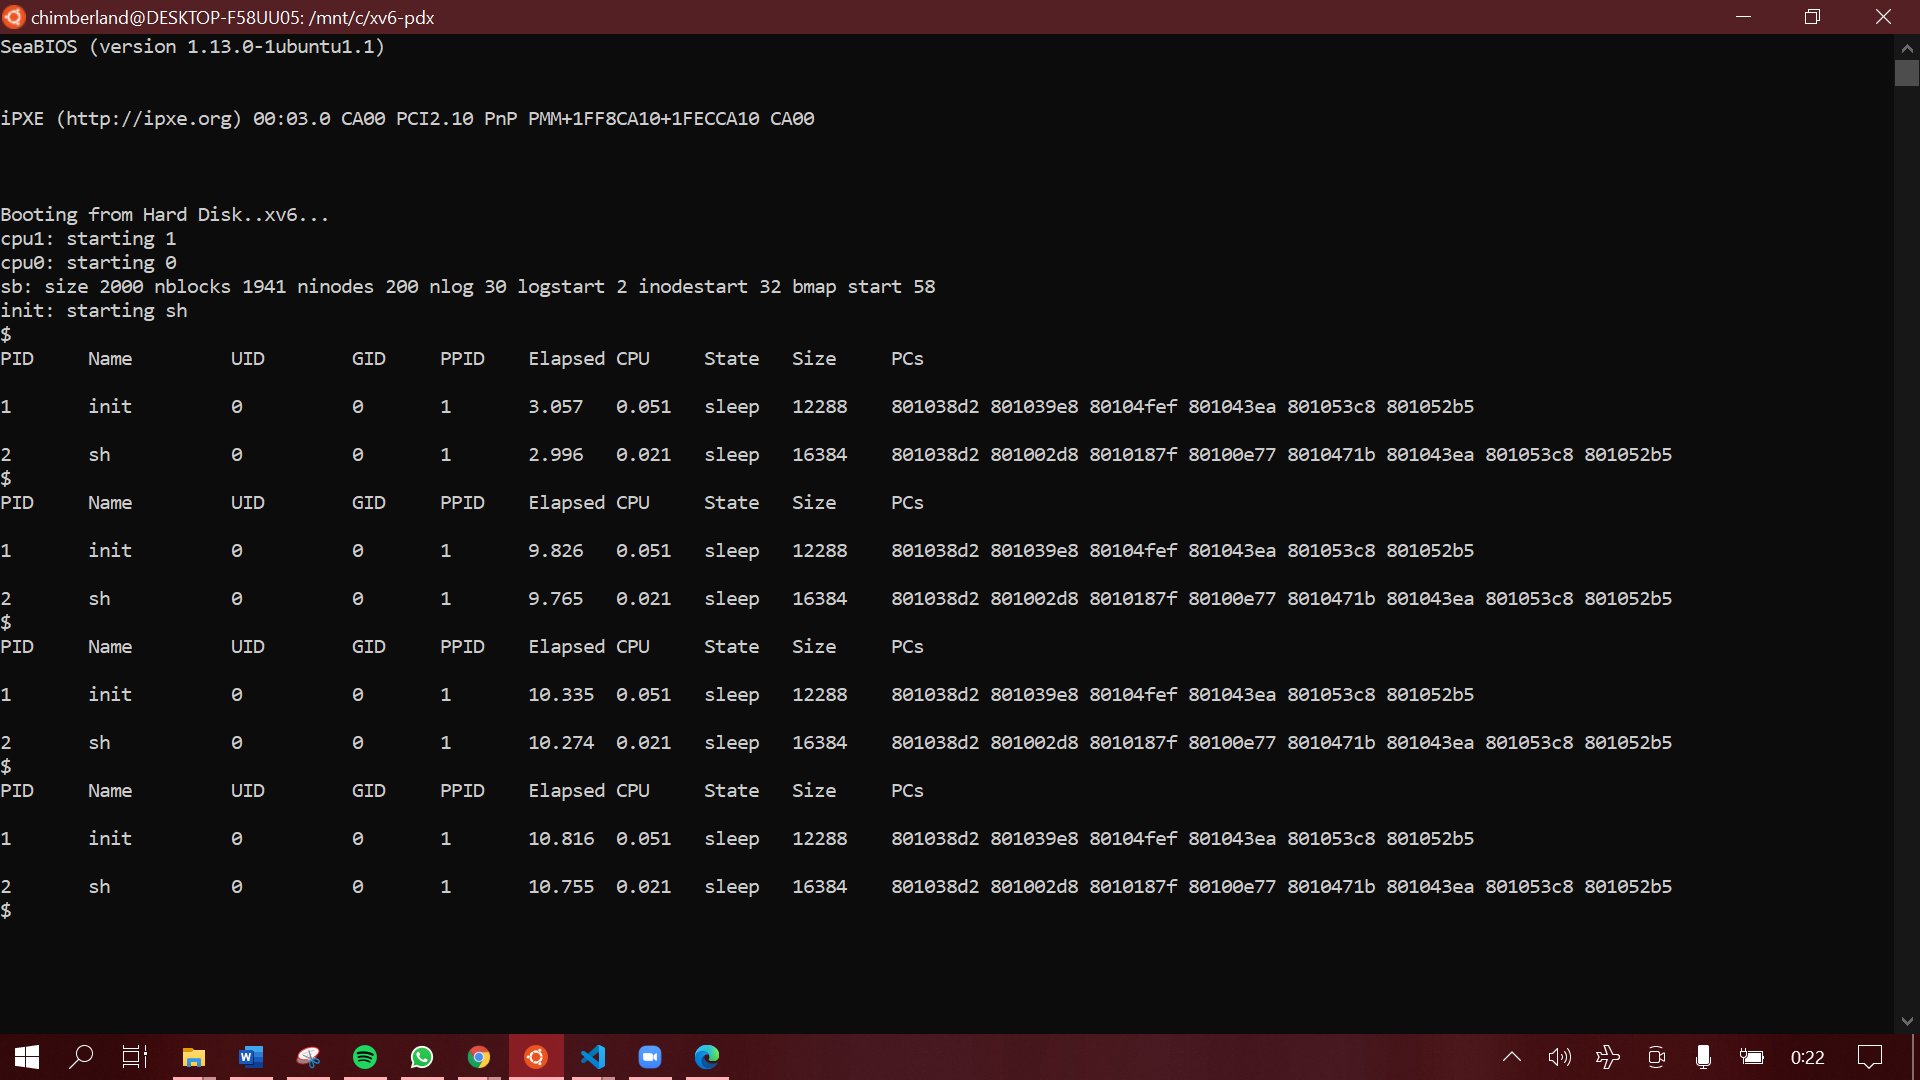 chimberland@DESKTOP-F58UU05: /mnt/c/xv6-pdx
SeaBIOS (version 1.13.0-1ubuntu1.1)
iPXE (http://ipxe.org) 00:03.0 CA00 PCI2.10 PnP PMM+1FF8CA10+1FECCA10 CA00
Booting from Hard Disk..xv6...
cpu1: starting 1
cpu0: starting 0
sb: size 2000 nblocks 1941 ninodes 200 nlog 30 logstart 2 inodestart 32 bmap start 58
init: starting sh
$
PID Name UID GID PPID Elapsed CPU State Size PCs
1 init 0 0 1 3.057 0.051 sleep 12288 801038d2 801039e8 80104fef 801043ea 801053c8 801052b5
2 sh 0 0 1 2.996 0.021 sleep 16384 801038d2 801002d8 8010187f 80100e77 8010471b 801043ea 801053c8 801052b5
$
PID Name UID GID PPID Elapsed CPU State Size PCs
1 init 0 0 1 9.826 0.051 sleep 12288 801038d2 801039e8 80104fef 801043ea 801053c8 801052b5
2 sh 0 0 1 9.765 0.021 sleep 16384 801038d2 801002d8 8010187f 80100e77 8010471b 801043ea 801053c8 801052b5
$
PID Name UID GID PPID Elapsed CPU State Size PCs
1 init 0 0 1 10.335 0.051 sleep 12288 801038d2 801039e8 80104fef 801043ea 801053c8 801052b5
2 sh 0 0 1 10.274 0.021 sleep 16384 801038d2 801002d8 8010187f 80100e77 8010471b 801043ea 801053c8 801052b5
$
PID Name UID GID PPID Elapsed CPU State Size PCs
1 init 0 0 1 10.816 0.051 sleep 12288 801038d2 801039e8 80104fef 801043ea 801053c8 801052b5
2 sh 0 0 1 10.755 0.021 sleep 16384 801038d2 801002d8 8010187f 80100e77 8010471b 801043ea 801053c8 801052b5
$
0:22